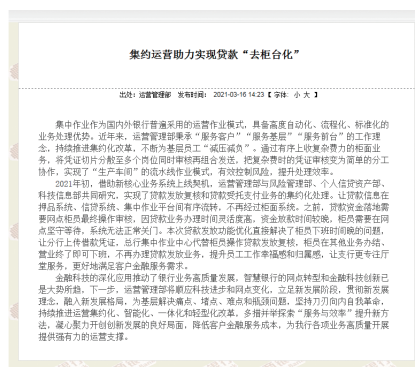 集约运营助力实现贷款“去柜台化”
出处：运营管理部 发布时间： 2021-03-16 14:23【 字体: 小 大 】
集中作业作为国内外银行普遍采用的运营作业模式，具备高度自动化、流程化、标准化的
业务处理优势。近年来，运营管理部秉承“服务客户”“服务基层”“服务前台”的工作理
念，持续推进集约化改革，不断为基层员工“减压减负”。通过有序上收复杂费力的柜面业
务，将凭证切片分散至多个岗位同时审再组合发送，把复杂费时的凭证审核变为简单的分工
协作，实现了“生产车间”的流水线作业模式，有效控制风险，提升处理效率。
2021年初，借助新核心业务系统上线契机，运营管理部与风险管理部、个人信贷资产部、
科技信息部共同研究，实现了贷款发放复核和贷款受托支付业务的集约化处理。让贷款信息在
押品系统、信贷系统、集中作业平台间有序流转，不再经过柜面系统。之前，贷款资金落地需
要网点柜员最终操作审核，因贷款业务办理时间灵活度高，资金放款时间较晚，柜员需要在网
点坚守等待，系统无法正常关门。本次贷款发放功能优化直接解决了柜员下班时间晚的问题，
让分行上传借款凭证、总行集中作业中心代替柜员操作贷款发放复核，柜员在其他业务办结、
营业终了即可下班，不再办理贷款发放业务，提升员工工作幸福感和归属感，让支行更专注厅
堂服务，更好地满足客户金融服务需求。
金融科技的深化应用推动了银行业高质量发展，智慧银行的网点转型和金融科技创新已
是大势所趋。下一步，运营管理部将顺应科技进步和网点变化，立足新发展阶段，贯彻新发展
理念，融入新发展格局，为基层解决痛点、堵点、难点和瓶颈问题，坚持刀刃向内自我革命，
持续推进运营集约化、智能化、一体化和轻型化改革，多措并举探索“服务与效率”提升新方
法，凝心聚力开创创新发展的良好局面，降低客户金融服务成本，为我行各项业务高质量开展
提供强有力的运营支撑。